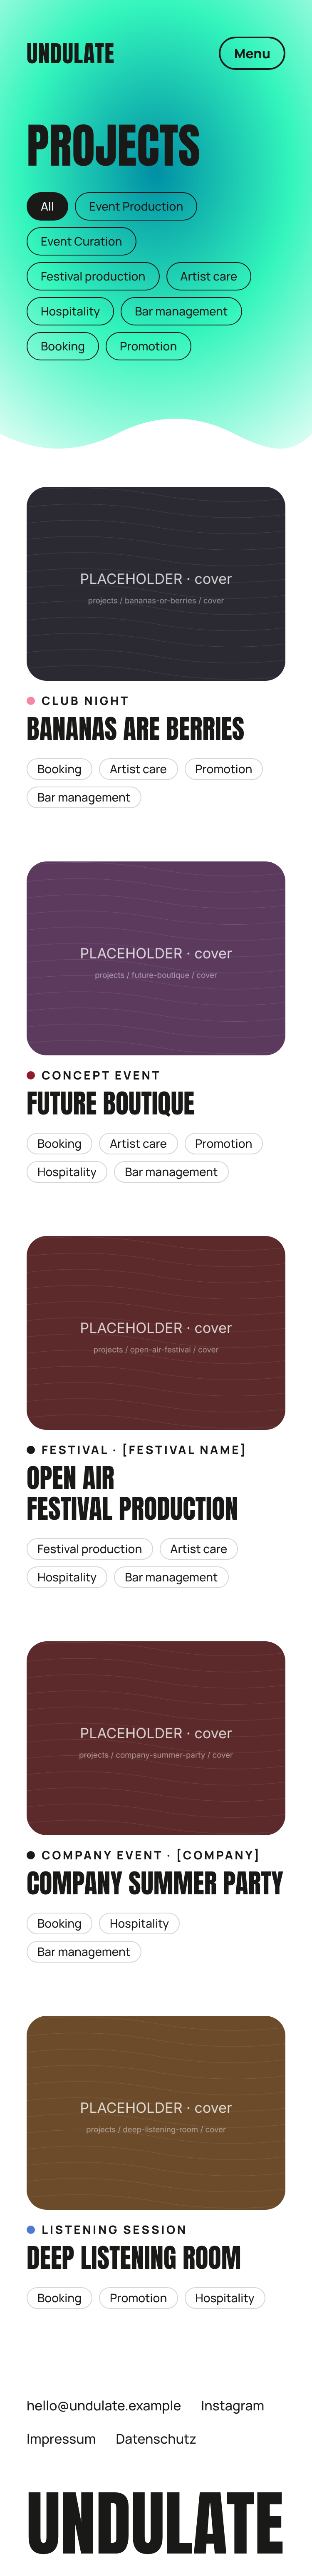 UNDULATE
Menu
PROJECTS
All
Event Production
Event Curation
Festival production
Artist care
Hospitality
Bar management
Booking
Promotion
PLACEHOLDER · cover
projects / bananas-or-berries / cover
CLUB NIGHT
BANANAS ARE BERRIES
Booking
Artist care
Promotion
Bar management
PLACEHOLDER · cover
projects / future-boutique / cover
CONCEPT EVENT
FUTURE BOUTIQUE
Booking
Artist care
Promotion
Hospitality
Bar management
PLACEHOLDER · cover
projects / open-air-festival / cover
FESTIVAL · [FESTIVAL NAME]
OPEN AIR
FESTIVAL PRODUCTION
Festival production
Artist care
Hospitality
Bar management
PLACEHOLDER · cover
projects / company-summer-party / cover
COMPANY EVENT · [COMPANY]
COMPANY SUMMER PARTY
Booking
Hospitality
Bar management
PLACEHOLDER · cover
projects / deep-listening-room / cover
LISTENING SESSION
DEEP LISTENING ROOM
Booking
Promotion
Hospitality
hello@undulate.example
Instagram
Impressum
Datenschutz
UNDULATE